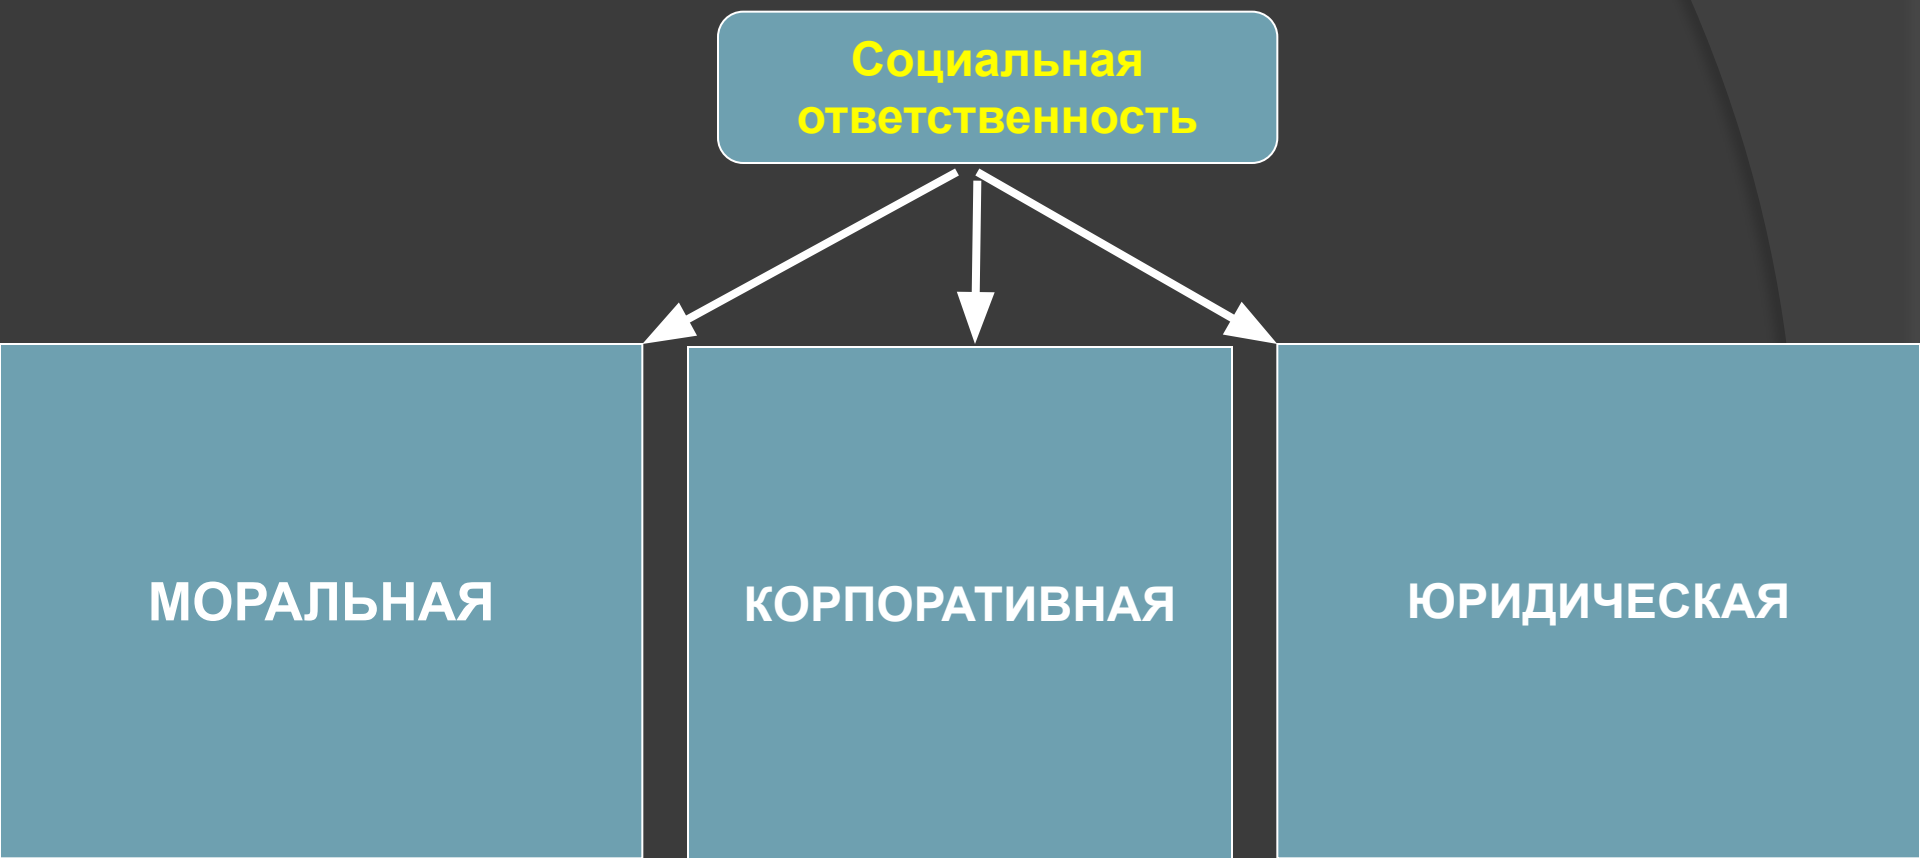 Социальная
ответственность
МОРАЛЬНАЯ
КОРПОРАТИВНАЯ
ЮРИДИЧЕСКАЯ